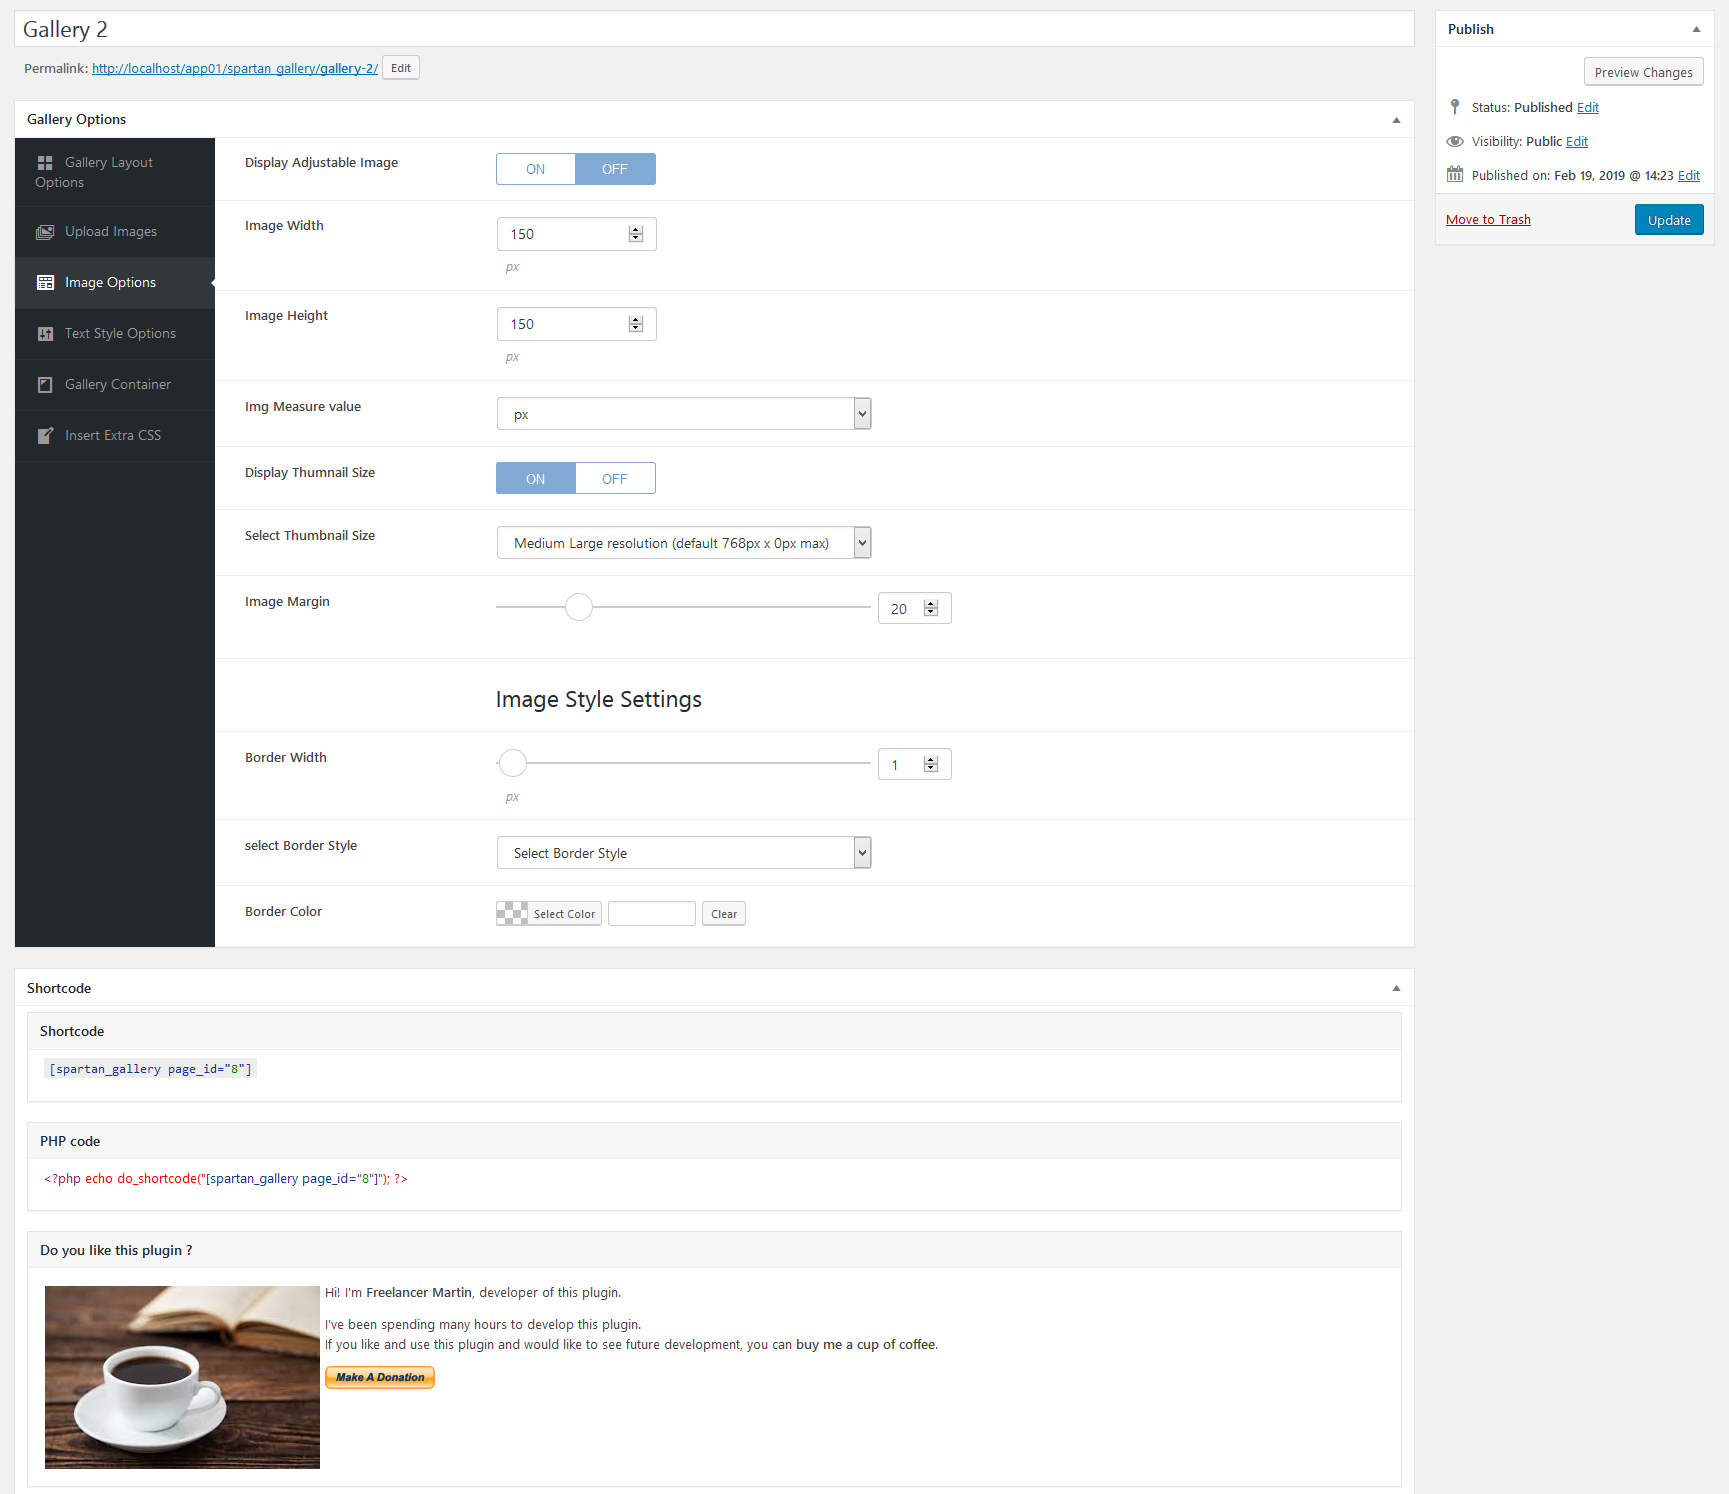 Gallery 2
Permalink: http://localhost/app01/spartan_gallery/gallery-2/ Edit
Gallery Options
Gallery Layout
Options
Upload Images
Image Options
Text Style Options
Gallery Container
Insert Extra CSS
Display Adjustable Image ON OFF
Image Width 150
px
Image Height 150
px
Img Measure value px
Display Thumnail Size ON OFF
Select Thumbnail Size Medium Large resolution (default 768px x 0px max)
Image Margin 20
Image Style Settings
Border Width 1
px
select Border Style Select Border Style
Border Color Select Color Clear
Shortcode
Shortcode
[spartan_gallery page_id="8"]
PHP code
<?php echo do_shortcode("[spartan_gallery page_id="8"]"); ?>
Do you like this plugin ?
Hi! I'm Freelancer Martin, developer of this plugin.
I've been spending many hours to develop this plugin.
If you like and use this plugin and would like to see future development, you can buy me a cup of coffee.
Make A Donation
Publish
Preview Changes
Status: Published Edit
Visibility: Public Edit
Published on: Feb 19, 2019 @ 14:23 Edit
Move to Trash Update